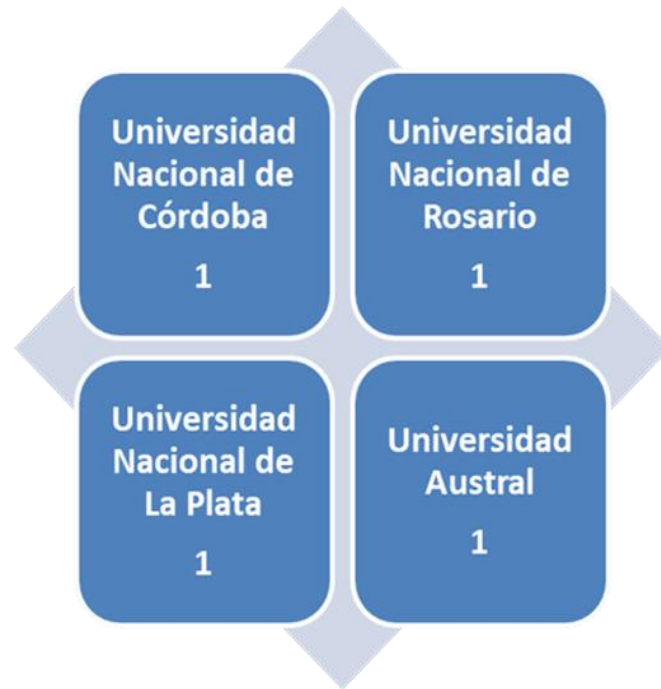 Universidad
Nacional de
Córdoba
1
Universidad
Nacional de
Rosario
1
Universidad
Nacional de
La Plata
1
Universidad
Austral
1